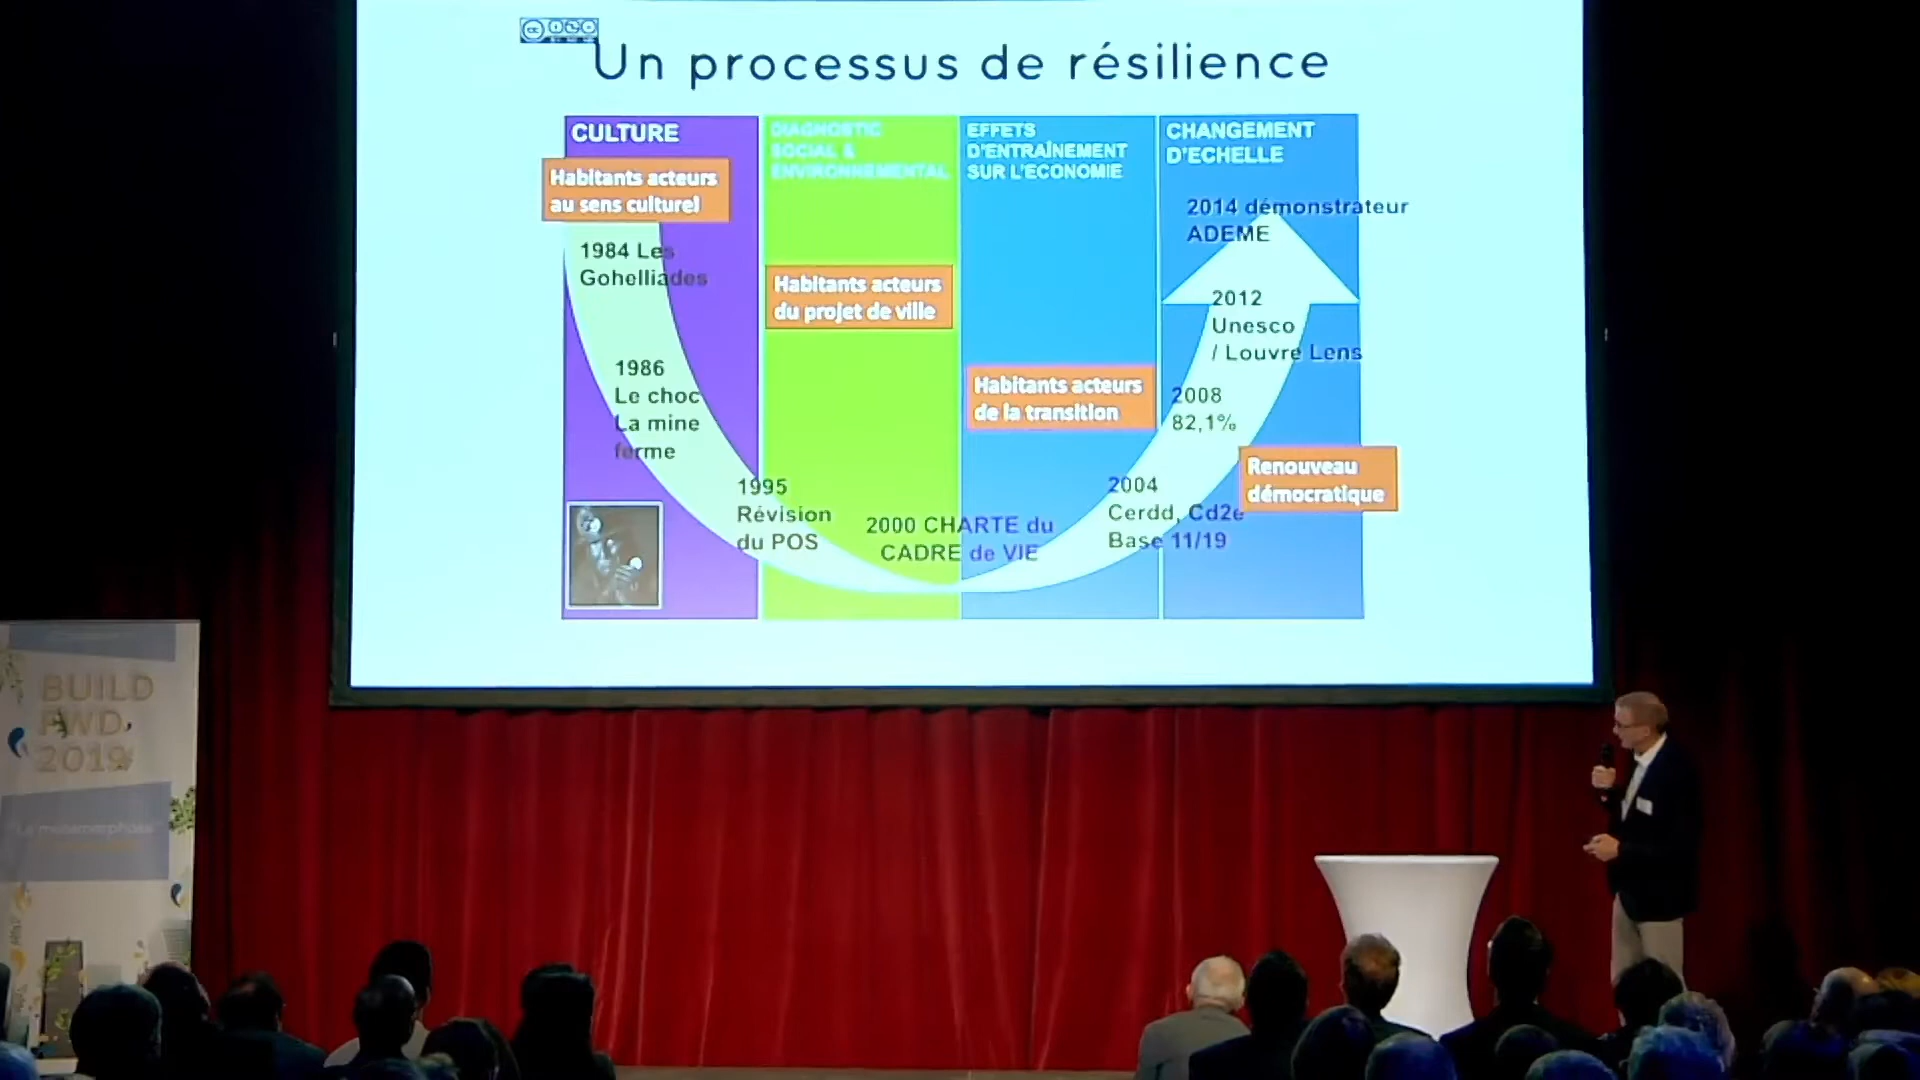 Un processus de résilience
CULTURE
Habitants acteurs
au sens culturel
1984 Les
Gohelliades
1986
Le choc
La mine
ferme
DIAGNOSTIC
SOCIAL &
ENVIRONNEMENTAL
Habitants acteurs
du projet de ville
1995
Révision
du POS
2000 CHARTE du
CADRE de VIE
EFFETS
D'ENTRAÎNEMENT
SUR L'ECONOMIE
Habitants acteurs
de la transition
2004
Cerdd, Cd2e
Base 11/19
CHANGEMENT
D'ECHELLE
2014 démonstrateur
ADEME
2012
Unesco
/ Louvre Lens
2008
82,1%
Renouveau
démocratique
BUILD
FWD.
2019